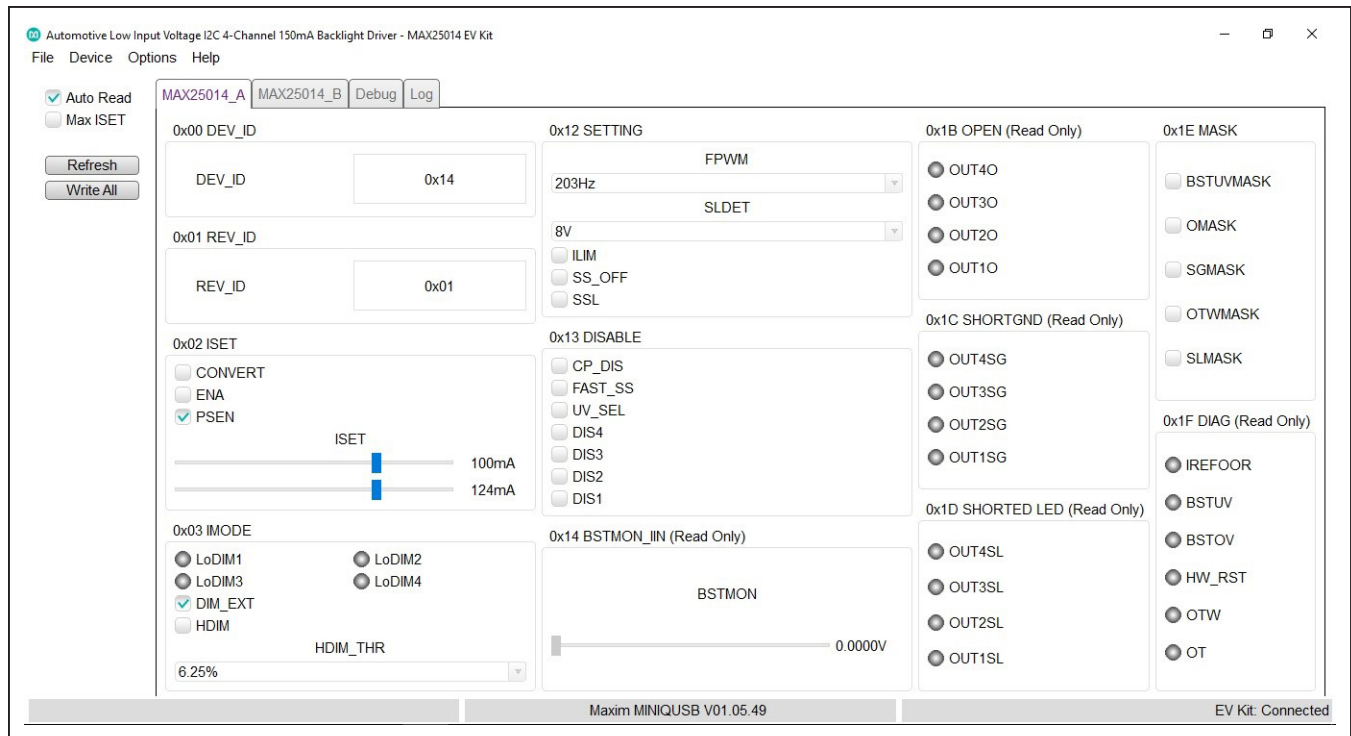 Automotive Low Input Voltage I2C 4-Channel 150mA Backlight Driver - MAX25014 EV Kit
File Device Options Help
Auto Read
Max ISET
Refresh
Write All
MAX25014_A MAX25014_B Debug Log
0x00 DEV_ID
DEV_ID 0x14
0x01 REV_ID
REV_ID 0x01
0x02 ISET
CONVERT
ENA
PSEN
ISET
100mA
124mA
0x03 IMODE
LoDIM1 LoDIM2
LoDIM3 LoDIM4
DIM_EXT
HDIM
HDIM_THR
6.25%
0x12 SETTING
FPWM
203Hz
SLDET
8V
ILIM
SS_OFF
SSL
0x13 DISABLE
CP_DIS
FAST_SS
UV_SEL
DIS4
DIS3
DIS2
DIS1
0x14 BSTMON_IIN (Read Only)
BSTMON
0.0000V
0x1B OPEN (Read Only)
OUT4O
OUT3O
OUT2O
OUT1O
0x1C SHORTGND (Read Only)
OUT4SG
OUT3SG
OUT2SG
OUT1SG
0x1D SHORTED LED (Read Only)
OUT4SL
OUT3SL
OUT2SL
OUT1SL
0x1E MASK
BSTUVMASK
OMASK
SGMASK
OTWMASK
SLMASK
0x1F DIAG (Read Only)
IREFOOR
BSTUV
BSTOV
HW_RST
OTW
OT
Maxim MINIQUSB V01.05.49
EV Kit: Connected